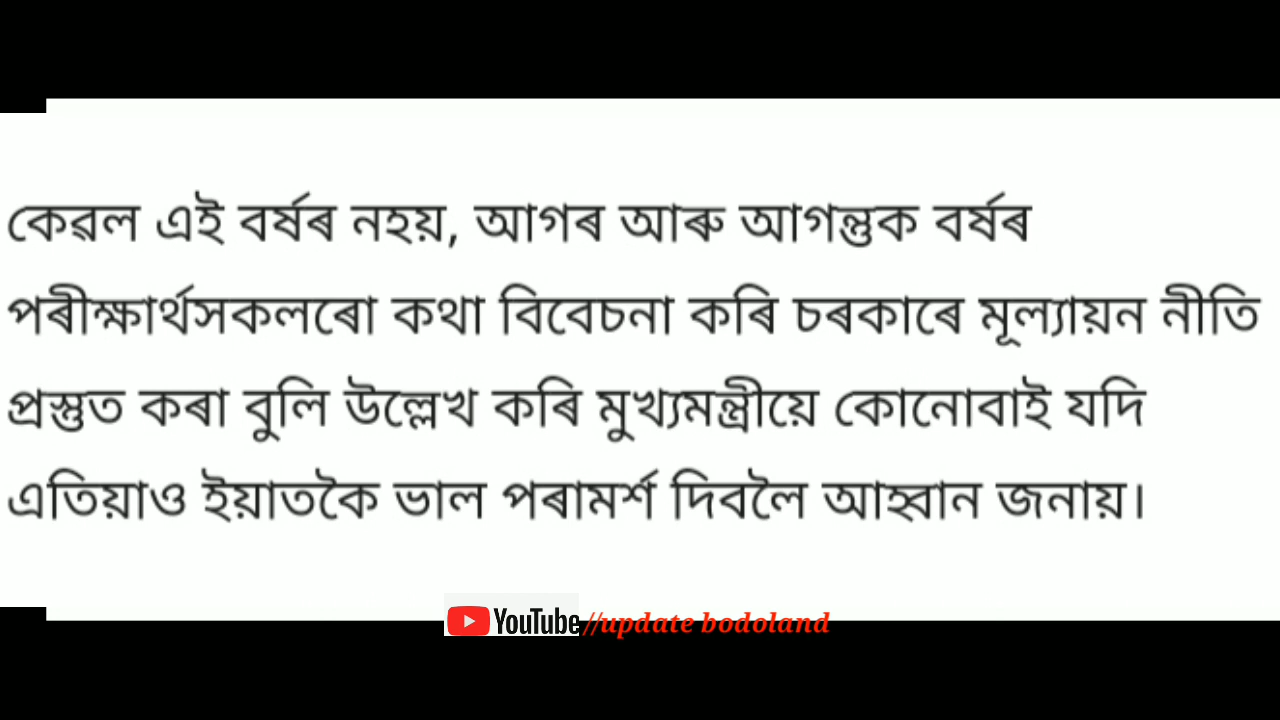 কেৱল এই বৰ্ষৰ নহয়, আগৰ আৰু আগন্তুক বৰ্ষৰ
পৰীক্ষাৰ্থসকলৰো কথা বিবেচনা কৰি চৰকাৰে মূল্যায়ন নীতি
প্ৰস্তুত কৰা বুলি উল্লেখ কৰি মুখ্যমন্ত্ৰীয়ে কোনোবাই যদি
এতিয়াও ইয়াতকৈ ভাল পৰামৰ্শ দিবলৈ আহ্বান জনায়।
YouTube //update bodoland